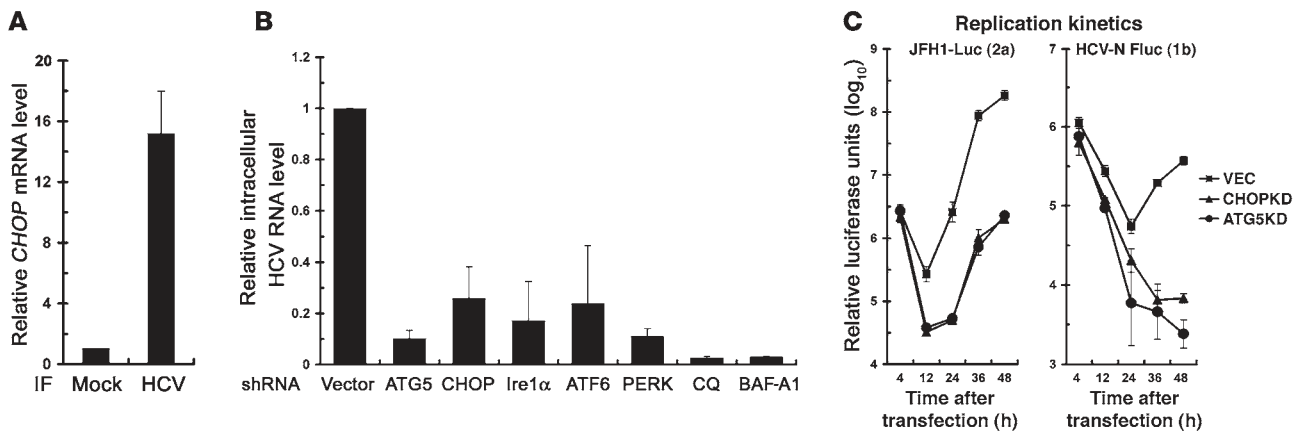 A
Relative CHOP mRNA level
20
16
12
8
4
0
IF Mock HCV
B
Relative intracellular
HCV RNA level
1.2
1
0.8
0.6
0.4
0.2
0
shRNA Vector ATG5 CHOP Ire1α ATF6 PERK CQ BAF-A1
C
Replication kinetics
JFH1-Luc (2a)
Relative luciferase units (log10)
9
8
7
6
5
4
4 12 24 36 48
Time after
transfection (h)
HCV-N Fluc (1b)
7
6
5
4
3
4 12 24 36 48
Time after
transfection (h)
VEC
CHOPKD
ATG5KD